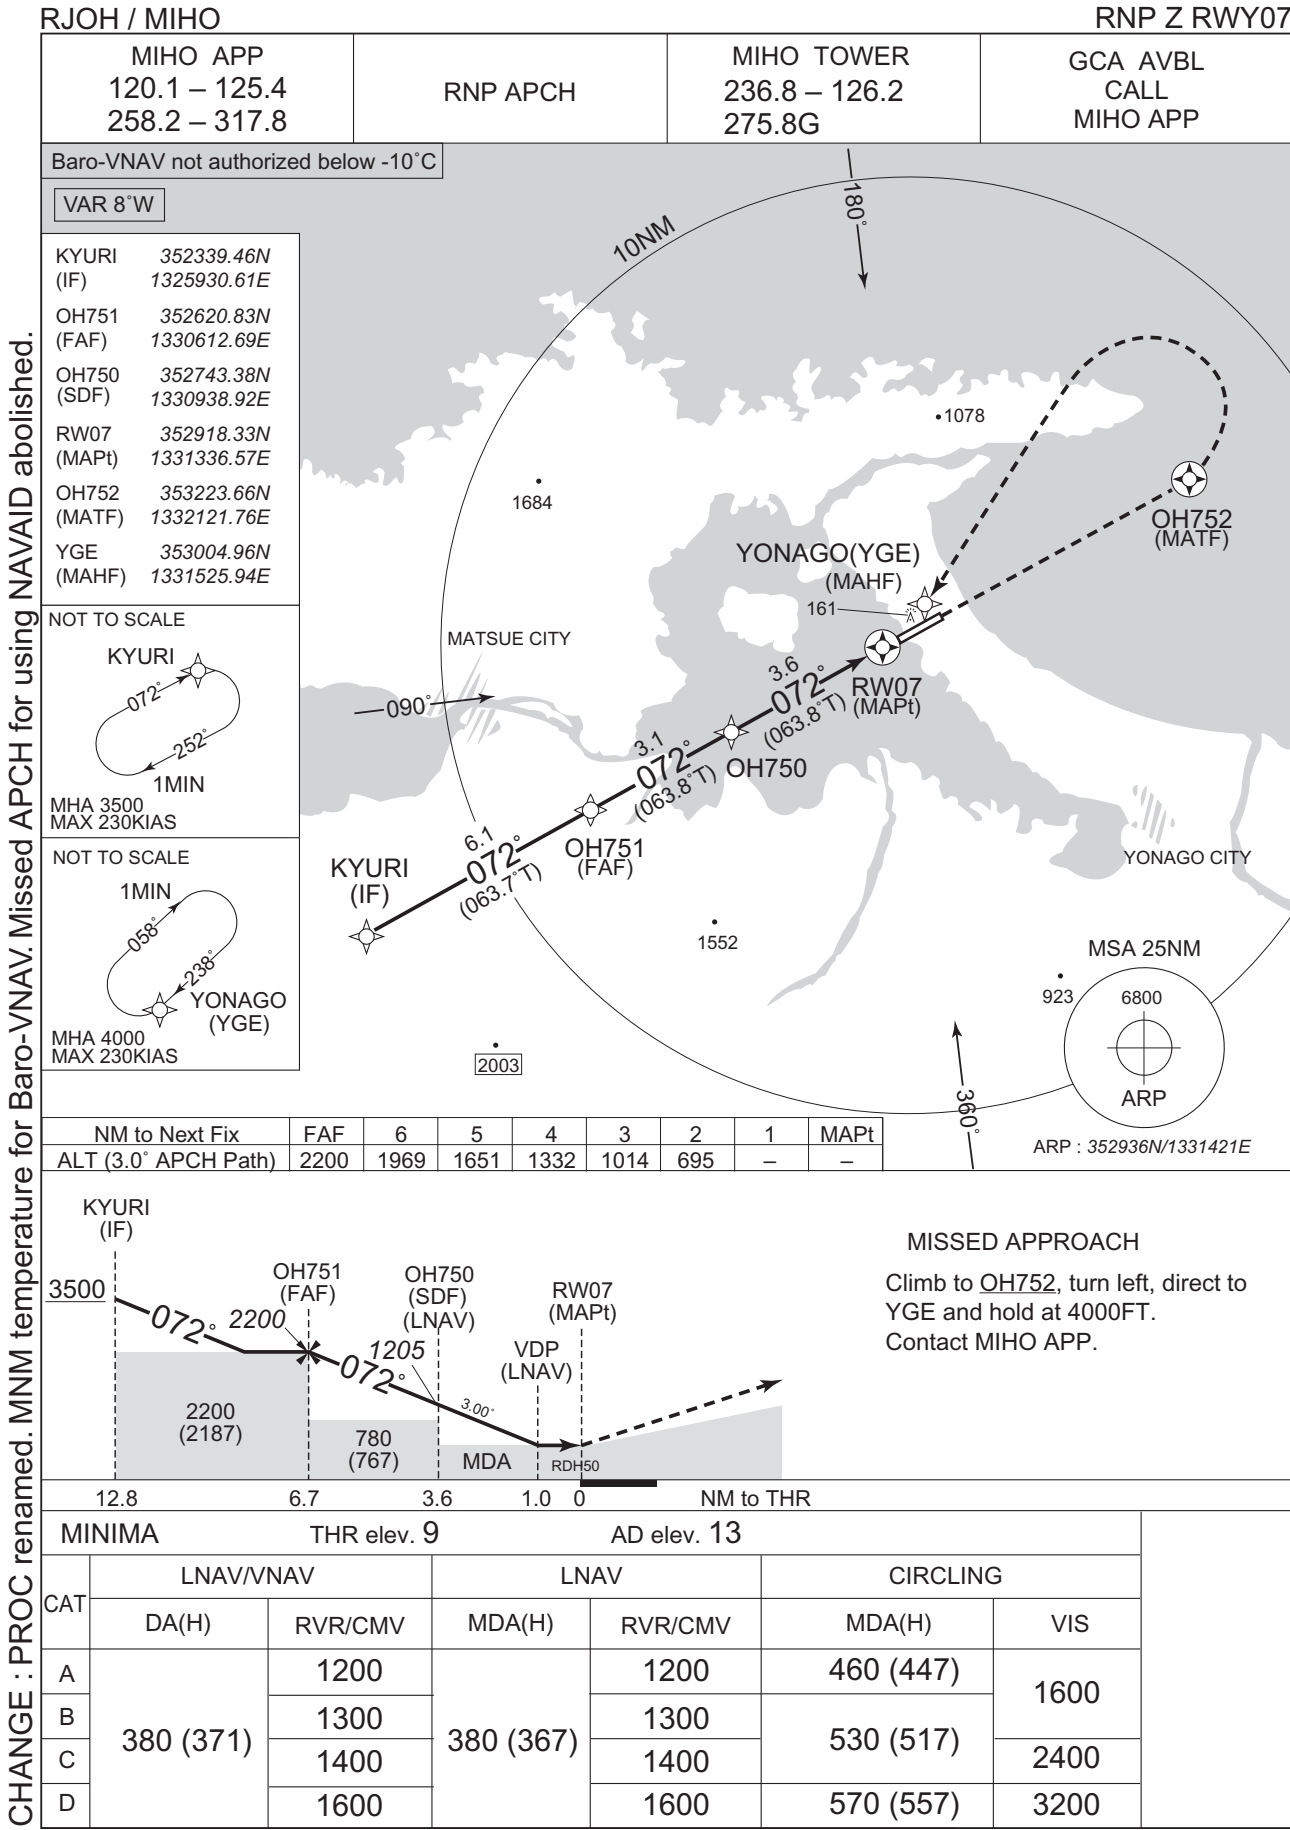 RJOH / MIHO
RNP Z RWY07
MIHO APP
120.1 – 125.4
258.2 – 317.8
RNP APCH
MIHO TOWER
236.8 – 126.2
275.8G
GCA AVBL
CALL
MIHO APP
Baro-VNAV not authorized below -10˚C
VAR 8˚W
KYURI 352339.46N
(IF) 1325930.61E
OH751 352620.83N
(FAF) 1330612.69E
OH750 352743.38N
(SDF) 1330938.92E
RW07 352918.33N
(MAPt) 1331336.57E
OH752 353223.66N
(MATF) 1332121.76E
YGE 353004.96N
(MAHF) 1331525.94E
NOT TO SCALE
KYURI
072˚
252˚
1MIN
MHA 3500
MAX 230KIAS
NOT TO SCALE
1MIN
058˚
238˚
YONAGO
(YGE)
MHA 4000
MAX 230KIAS
10NM
180˚
1078
1684
OH752
(MATF)
YONAGO(YGE)
(MAHF)
161
MATSUE CITY
090˚
RW07
(MAPt)
3.6
072˚
(063.8˚T)
OH750
3.1
072˚
(063.8˚T)
OH751
(FAF)
6.1
072˚
(063.7˚T)
KYURI
(IF)
YONAGO CITY
1552
923
2003
360˚
MSA 25NM
6800
ARP
ARP : 352936N/1331421E
NM to Next Fix FAF 6 5 4 3 2 1 MAPt
ALT (3.0˚ APCH Path) 2200 1969 1651 1332 1014 695 – –
KYURI
(IF)
3500
072˚
2200
OH751
(FAF)
072˚
1205
OH750
(SDF)
(LNAV)
3.00˚
VDP
(LNAV)
RW07
(MAPt)
2200
(2187)
780
(767)
MDA
RDH50
12.8 6.7 3.6 1.0 0 NM to THR
MISSED APPROACH
Climb to OH752, turn left, direct to
YGE and hold at 4000FT.
Contact MIHO APP.
MINIMA THR elev. 9 AD elev. 13
CAT LNAV/VNAV LNAV CIRCLING
DA(H) RVR/CMV MDA(H) RVR/CMV MDA(H) VIS
A 380 (371) 1200 380 (367) 1200 460 (447) 1600
B 1300 1300 530 (517)
C 1400 1400 2400
D 1600 1600 570 (557) 3200
CHANGE : PROC renamed. MNM temperature for Baro-VNAV. Missed APCH for using NAVAID abolished.